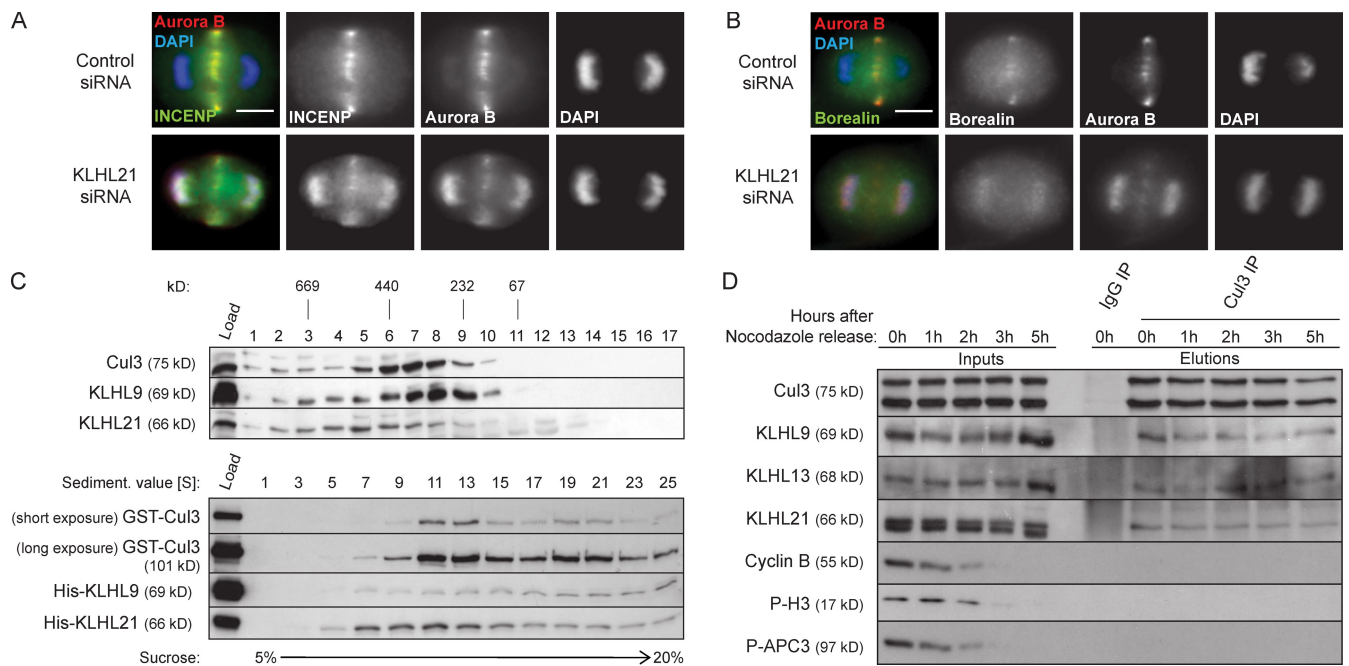 A
Control
siRNA
Aurora B
DAPI
INCENP
INCENP
Aurora B
DAPI
KLHL21
siRNA
B
Control
siRNA
Aurora B
DAPI
Borealin
Borealin
Aurora B
DAPI
KLHL21
siRNA
C
kD: 669 440 232 67
Load 1 2 3 4 5 6 7 8 9 10 11 12 13 14 15 16 17
Cul3 (75 kD)
KLHL9 (69 kD)
KLHL21 (66 kD)
Sediment. value [S]: Load 1 3 5 7 9 11 13 15 17 19 21 23 25
(short exposure) GST-Cul3
(long exposure) GST-Cul3
(101 kD)
His-KLHL9 (69 kD)
His-KLHL21 (66 kD)
Sucrose: 5% 20%
D
IgG IP Cul3 IP
Hours after
Nocodazole release: 0h 1h 2h 3h 5h 0h 0h 1h 2h 3h 5h
Inputs Elutions
Cul3 (75 kD)
KLHL9 (69 kD)
KLHL13 (68 kD)
KLHL21 (66 kD)
Cyclin B (55 kD)
P-H3 (17 kD)
P-APC3 (97 kD)